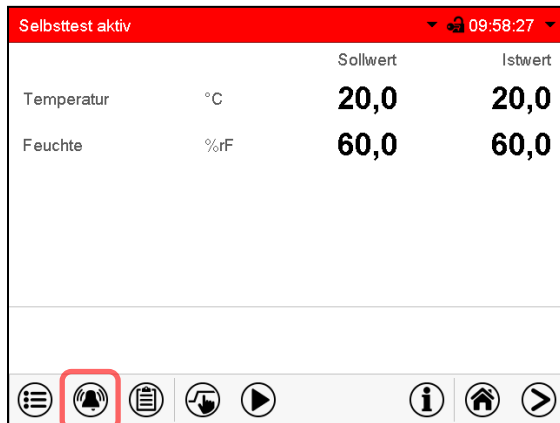 Selbsttest aktiv 09:58:27
Sollwert Istwert
Temperatur °C 20,0 20,0
Feuchte %rF 60,0 60,0